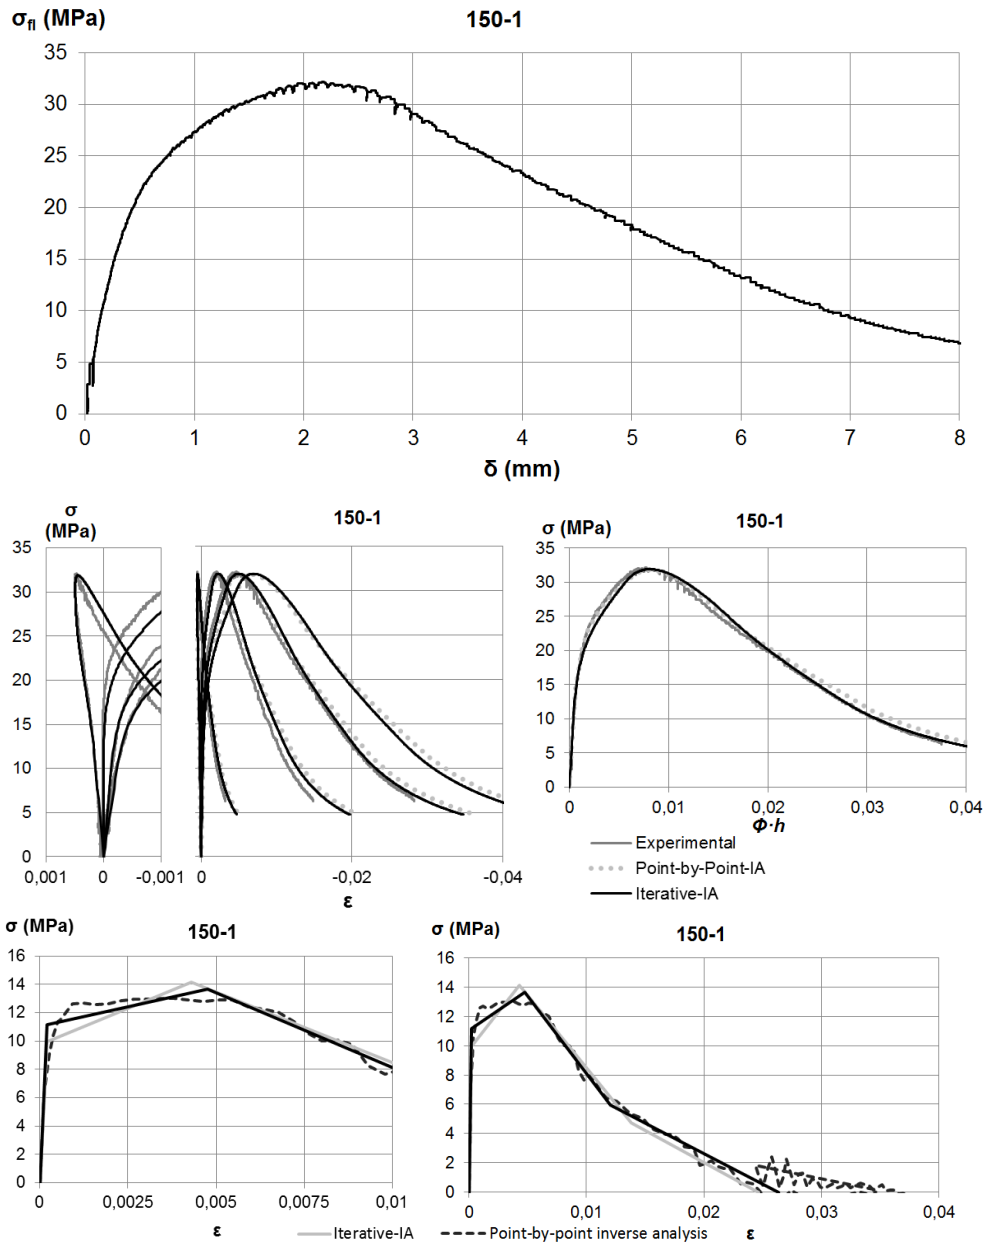 σfl (MPa)
150-1
35
30
25
20
15
10
5
0
0 1 2 3 4 5 6 7 8
δ (mm)
σ
(MPa)
150-1
35
30
25
20
15
10
5
0
0,001 0 -0,001
0 -0,02 -0,04
ε
σ (MPa)
150-1
35
30
25
20
15
10
5
0
0 0,01 0,02 0,03 0,04
Φ·h
Experimental
Point-by-Point-IA
Iterative-IA
σ (MPa)
150-1
16
14
12
10
8
6
4
2
0
0 0,0025 0,005 0,0075 0,01
ε
σ (MPa)
150-1
16
14
12
10
8
6
4
2
0
0 0,01 0,02 0,03 0,04
ε
Iterative-IA
Point-by-point inverse analysis